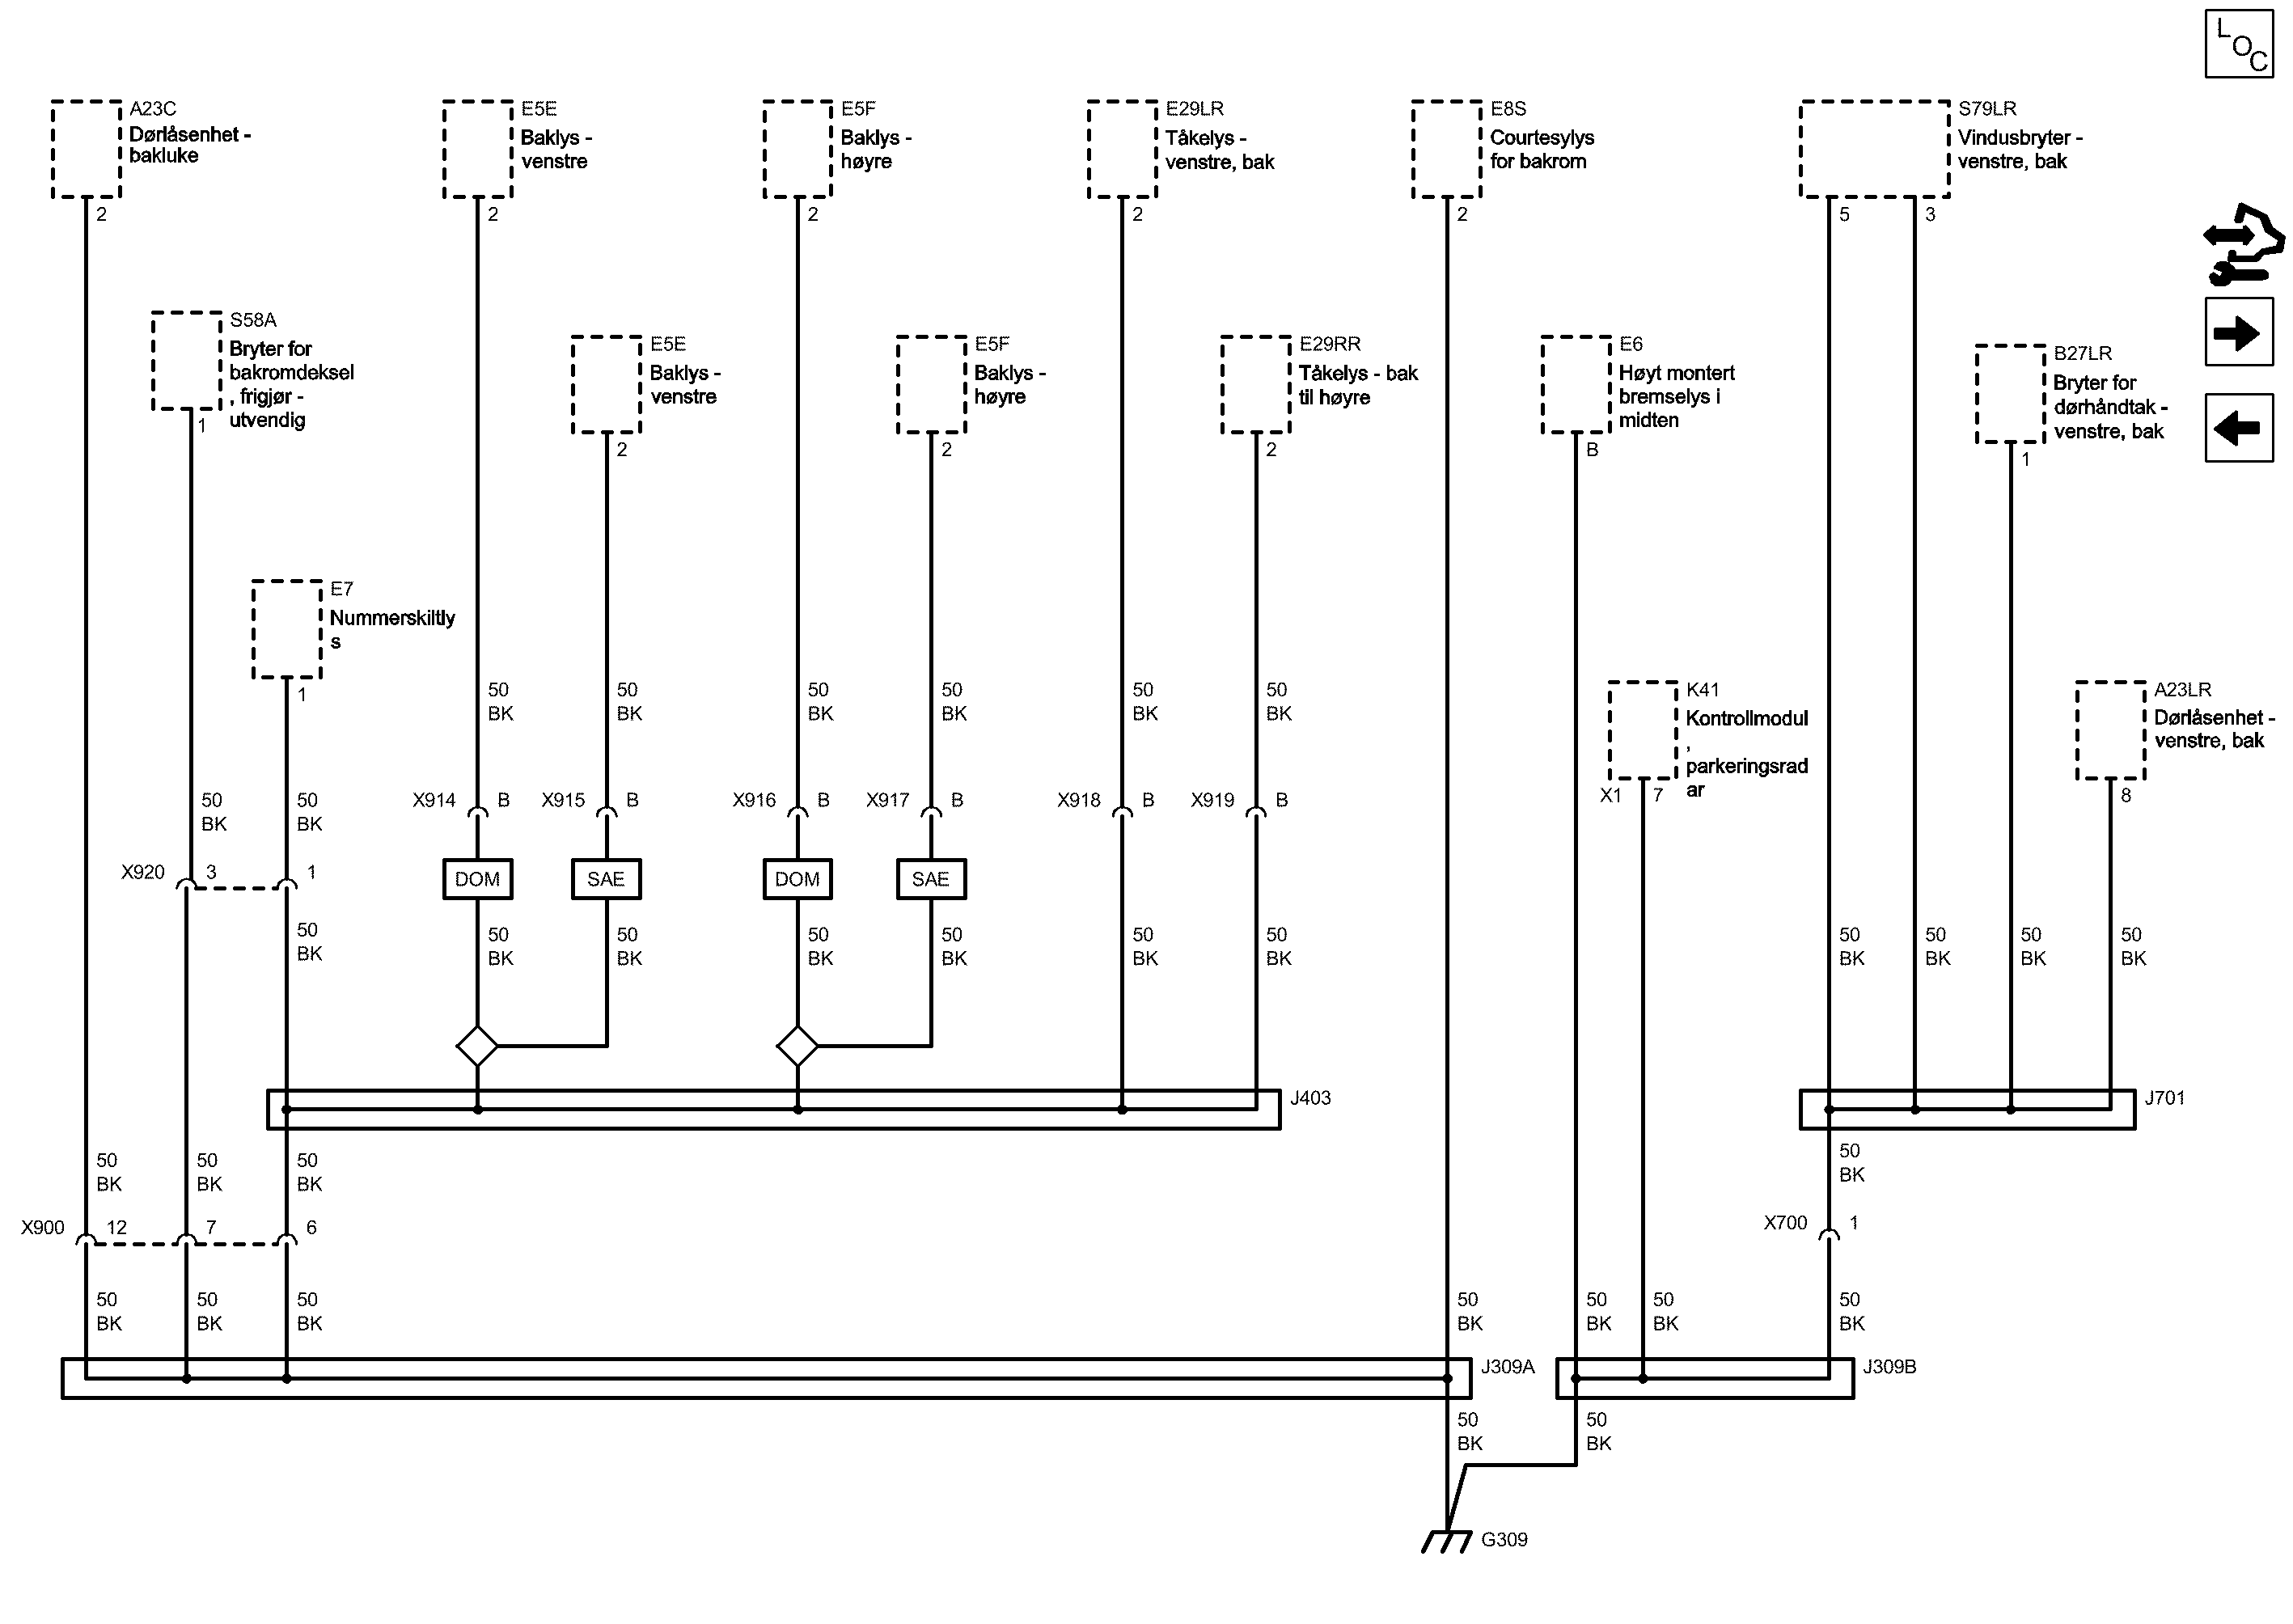 LOC
A23C
Dørlåsenhet -
bakluke
2
E5E
Baklys -
venstre
2
E5F
Baklys -
høyre
2
E29LR
Tåkelys -
venstre, bak
2
E8S
Courtesylys
for bakrom
2
S79LR
Vindusbryter -
venstre, bak
5
3
S58A
Bryter for
bakromdeksel
, frigjør -
utvendig
1
E5E
Baklys -
venstre
2
E5F
Baklys -
høyre
2
E29RR
Tåkelys - bak
til høyre
2
E6
Høyt montert
bremselys i
midten
B
B27LR
Bryter for
dørhåndtak -
venstre, bak
1
E7
Nummerskiltly
s
1
K41
Kontrollmodul
,
parkeringsrad
ar
X1 7
A23LR
Dørlåsenhet -
venstre, bak
8
50
BK
50
BK
50
BK
50
BK
50
BK
50
BK
50
BK
50
BK
X914 B
X915 B
X916 B
X917 B
X918 B
X919 B
X920 3 1
DOM
SAE
DOM
SAE
50
BK
50
BK
50
BK
50
BK
50
BK
50
BK
50
BK
50
BK
50
BK
50
BK
50
BK
J403
J701
50
BK
50
BK
50
BK
50
BK
X900 12 7 6
X700 1
50
BK
50
BK
50
BK
50
BK
50
BK
50
BK
50
BK
J309A
J309B
50
BK
50
BK
G309